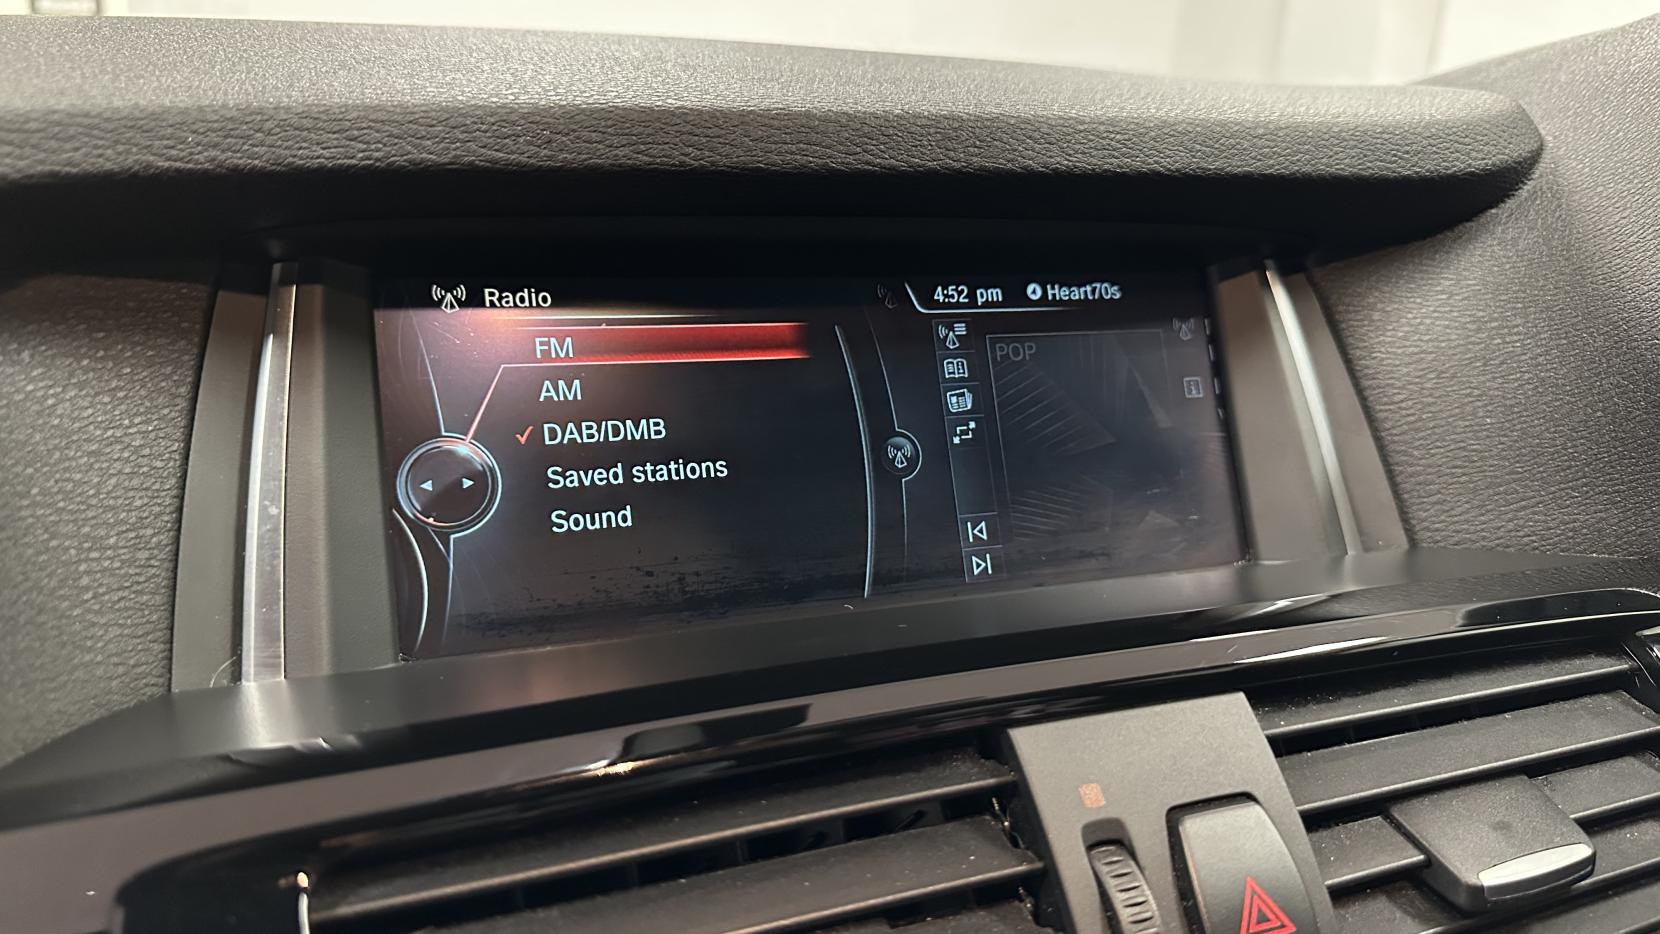 Radio
4:52 pm Heart70s
FM
AM
DAB/DMB
Saved stations
Sound
POP